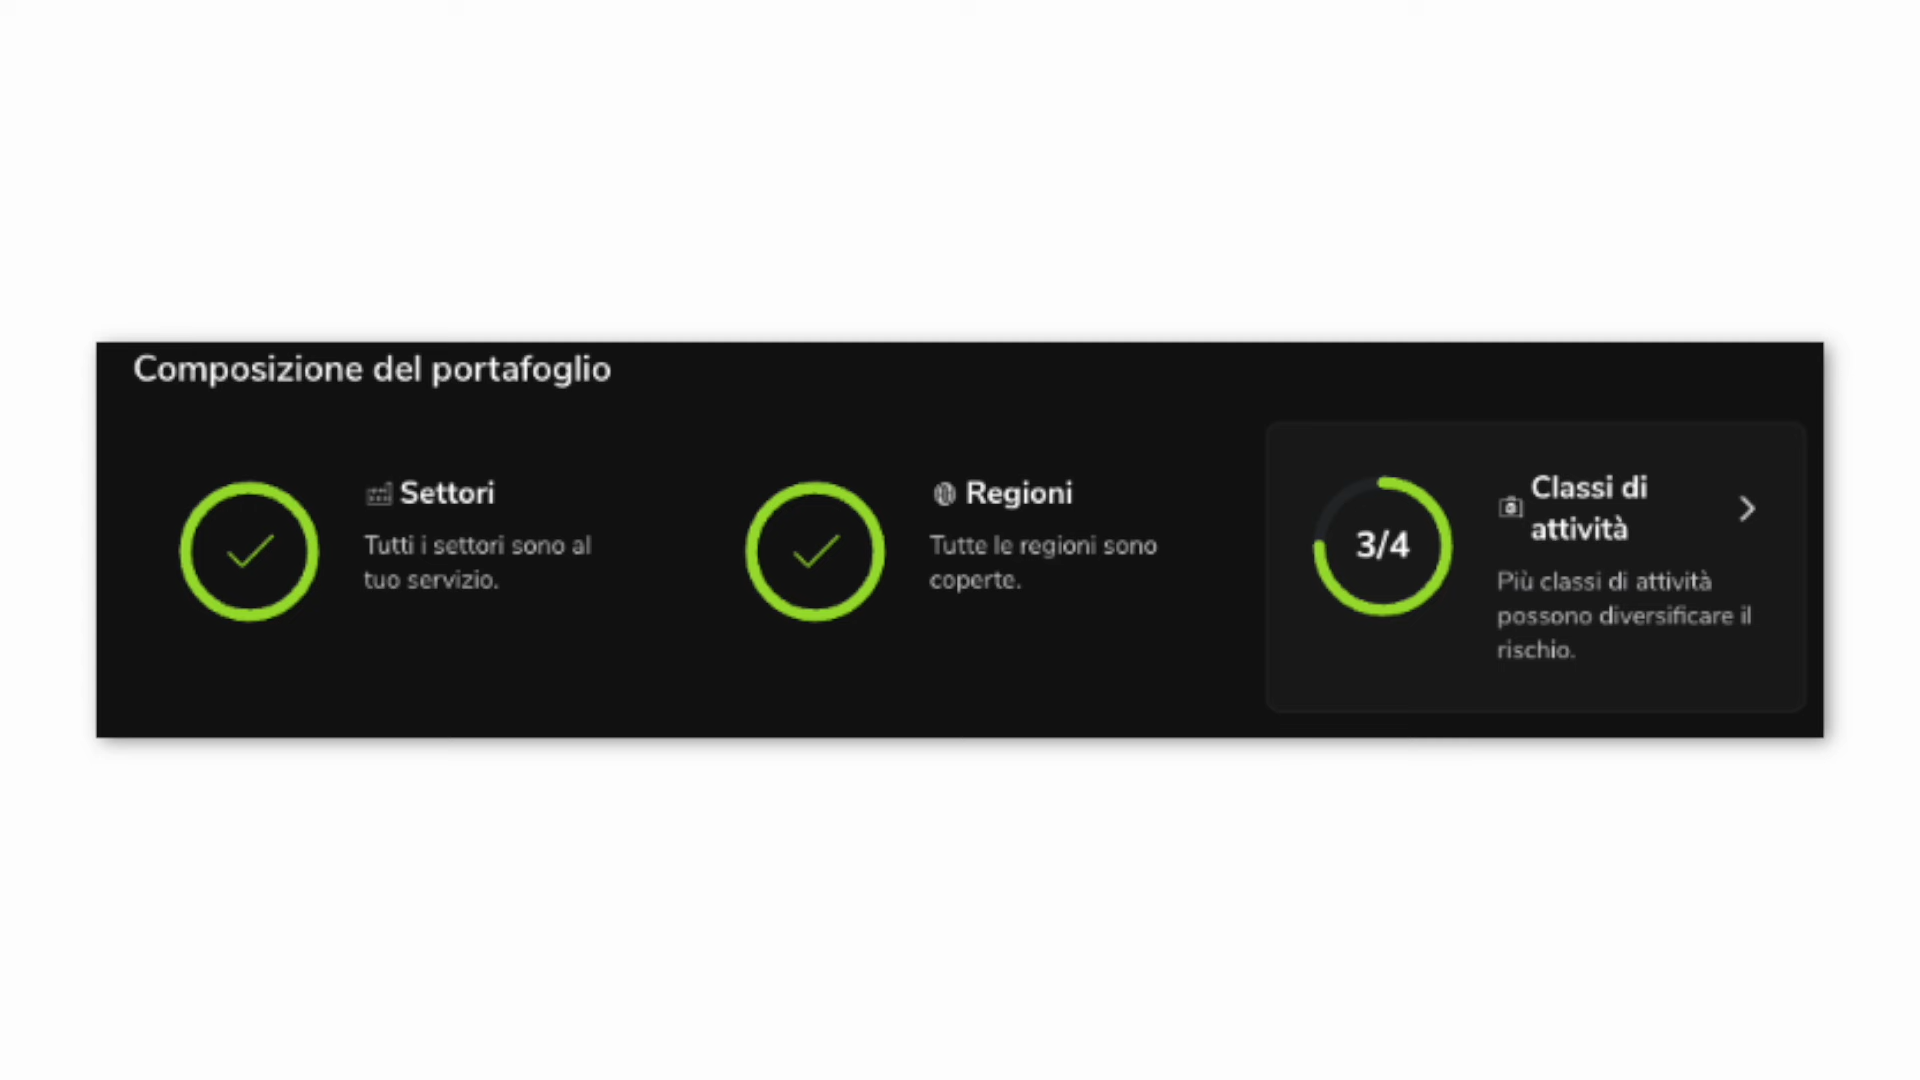 Composizione del portafoglio
Settori
Tutti i settori sono al
tuo servizio.
Regioni
Tutte le regioni sono
coperte.
3/4
Classi di
attività
Più classi di attività
possono diversificare il
rischio.